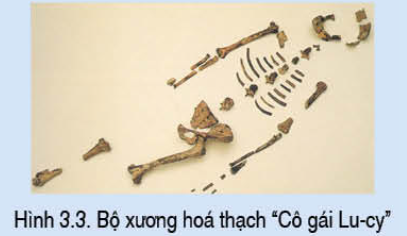 Hình 3.3. Bộ xương hoá thạch “Cô gái Lu-cy”